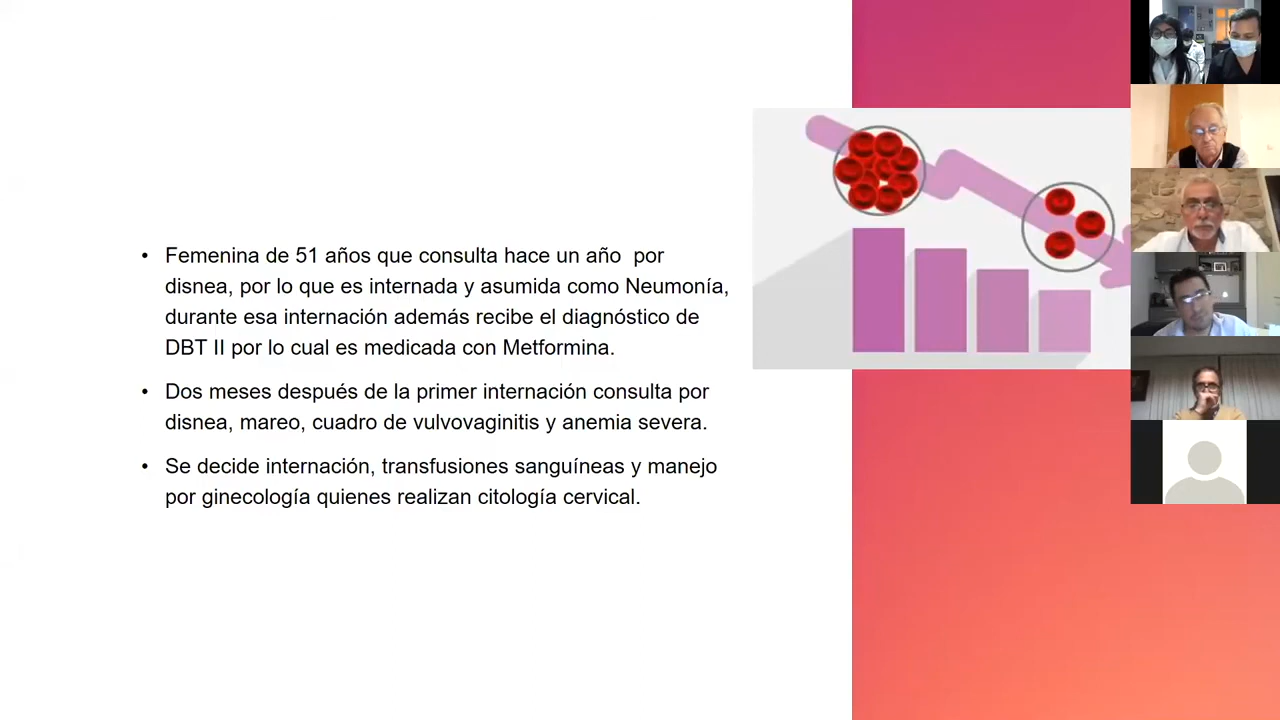 • Femenina de 51 años que consulta hace un año  por
disnea, por lo que es internada y asumida como Neumonía,
durante esa internación además recibe el diagnóstico de
DBT II por lo cual es medicada con Metformina.
• Dos meses después de la primer internación consulta por
disnea, mareo, cuadro de vulvovaginitis y anemia severa.
• Se decide internación, transfusiones sanguíneas y manejo
por ginecología quienes realizan citología cervical.